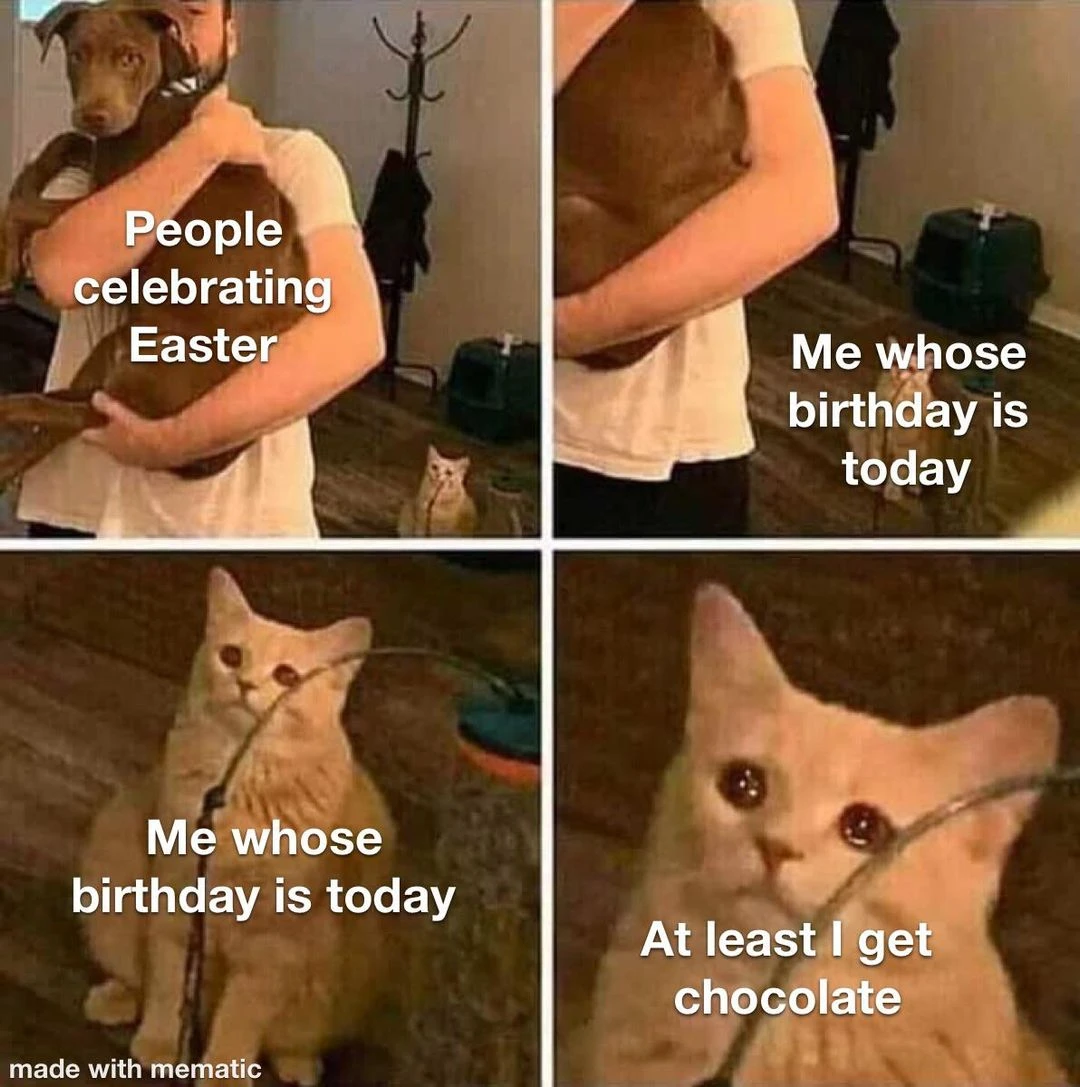 People
celebrating
Easter
Me whose
birthday is
today
Me whose
birthday is today
At least I get
chocolate
made with mematic